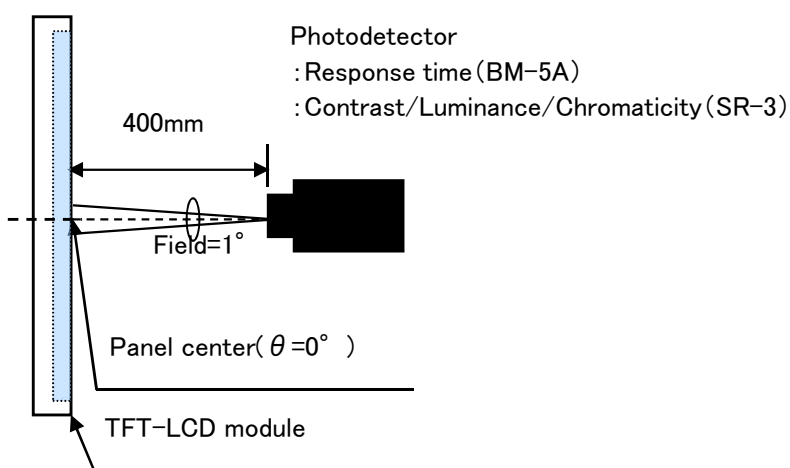 Photodetector
:Response time(BM-5A)
:Contrast/Luminance/Chromaticity(SR-3)
400mm
Field=1°
Panel center(θ=0° )
TFT-LCD module